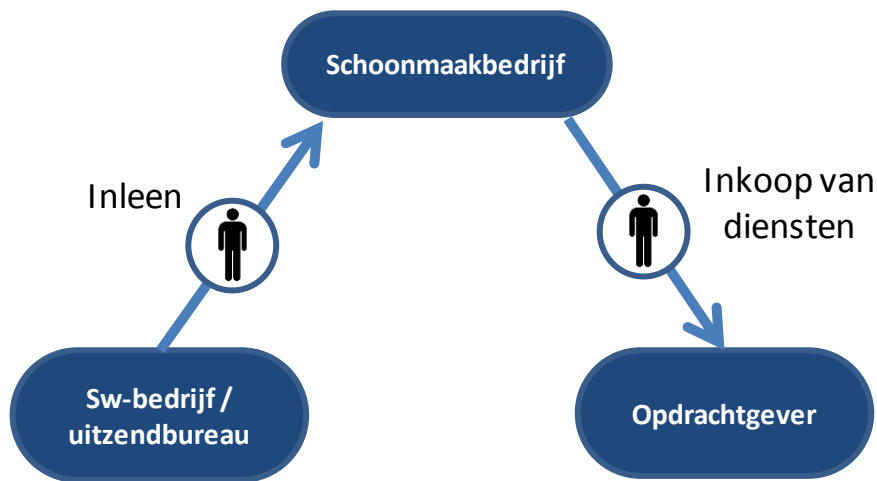 Schoonmaakbedrijf
Inleen
Inkoop van
diensten
Sw-bedrijf /
uitzendbureau
Opdrachtgever